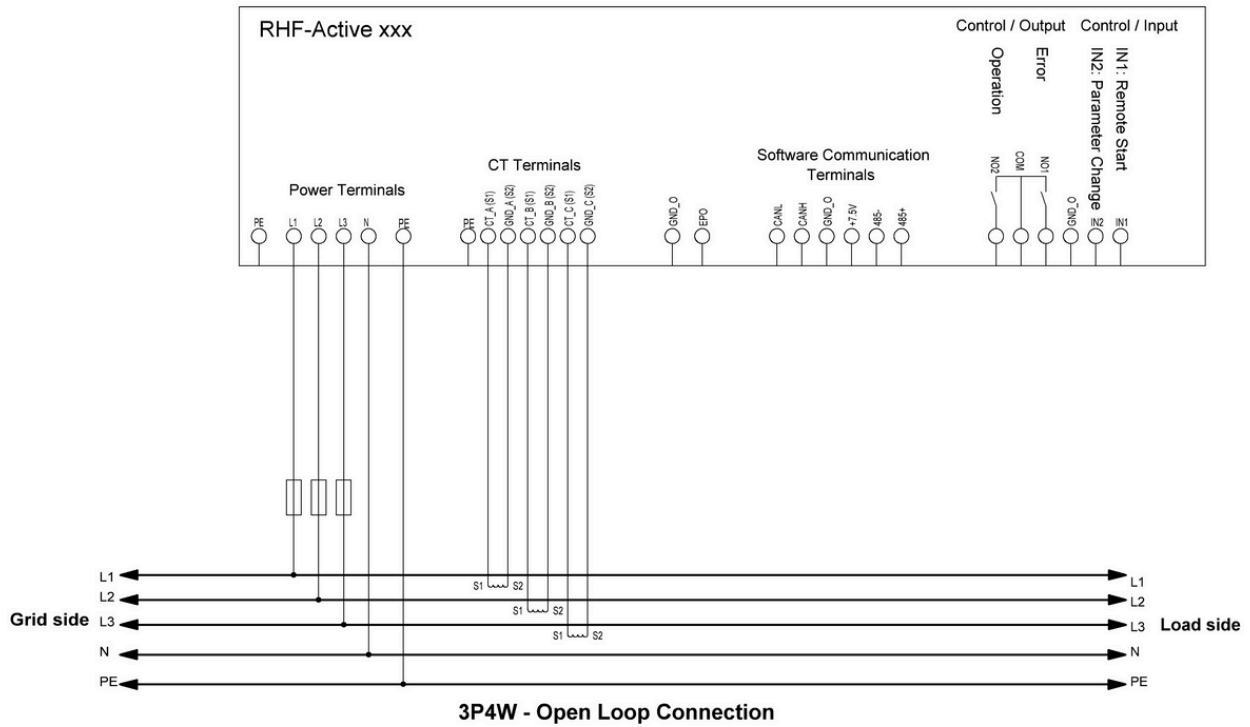 RHF-Active xxx
Control / Output
Control / Input
Operation
Error
IN2: Parameter Change
IN1: Remote Start
Power Terminals
CT Terminals
Software Communication
Terminals
NO2
COM
NO1
PE
L1
L2
L3
N
PE
PE
CT_A (S1)
GND_A (S2)
CT_B (S1)
GND_B (S2)
CT_C (S1)
GND_C (S2)
GND_O
EPO
CANL
CANH
GND_O
+7.5V
485-
485+
GND_O
IN2
IN1
L1
S1
S2
L1
L2
S1
S2
L2
Grid side
L3
S1
S2
L3
Load side
N
N
PE
PE
3P4W - Open Loop Connection